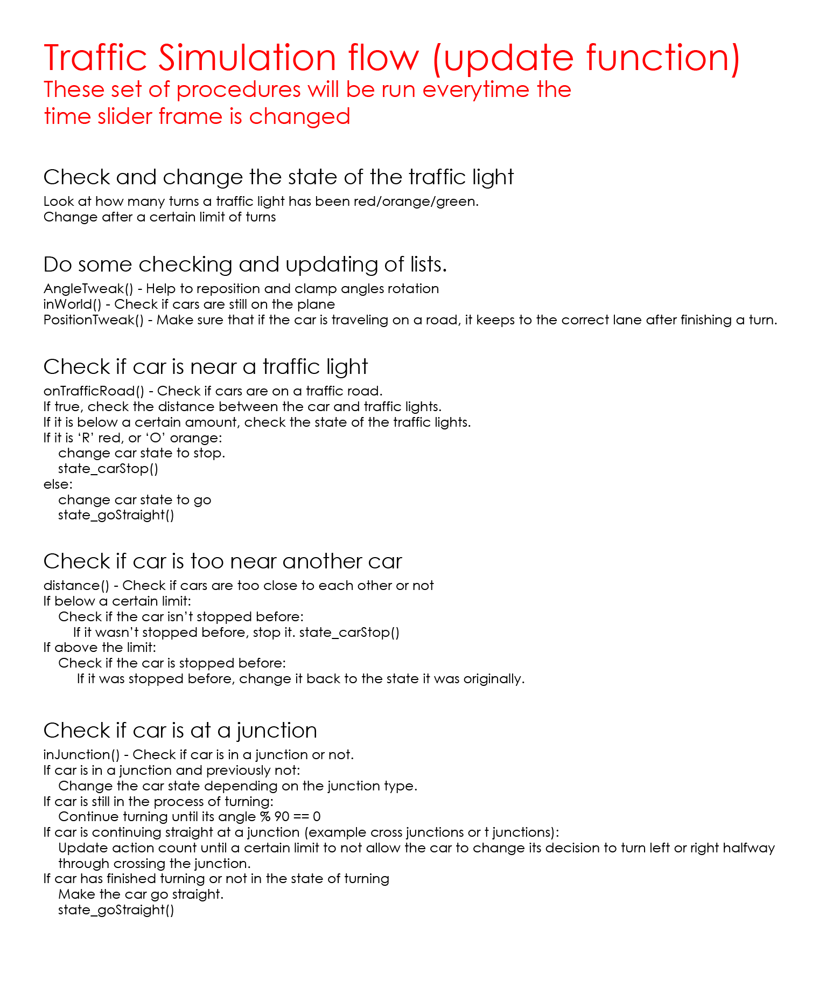 Traffic Simulation flow (update function)
These set of procedures will be run everytime the
time slider frame is changed
Check and change the state of the traffic light
Look at how many turns a traffic light has been red/orange/green.
Change after a certain limit of turns
Do some checking and updating of lists.
AngleTweak() - Help to reposition and clamp angles rotation
inWorld() - Check if cars are still on the plane
PositionTweak() - Make sure that if the car is traveling on a road, it keeps to the correct lane after finishing a turn.
Check if car is near a traffic light
onTrafficRoad() - Check if cars are on a traffic road.
If true, check the distance between the car and traffic lights.
If it is below a certain amount, check the state of the traffic lights.
If it is ‘R’ red, or ‘O’ orange:
change car state to stop.
state_carStop()
else:
change car state to go
state_goStraight()
Check if car is too near another car
distance() - Check if cars are too close to each other or not
If below a certain limit:
Check if the car isn’t stopped before:
If it wasn’t stopped before, stop it. state_carStop()
If above the limit:
Check if the car is stopped before:
If it was stopped before, change it back to the state it was originally.
Check if car is at a junction
inJunction() - Check if car is in a junction or not.
If car is in a junction and previously not:
Change the car state depending on the junction type.
If car is still in the process of turning:
Continue turning until its angle % 90 == 0
If car is continuing straight at a junction (example cross junctions or t junctions):
Update action count until a certain limit to not allow the car to change its decision to turn left or right halfway
through crossing the junction.
If car has finished turning or not in the state of turning
Make the car go straight.
state_goStraight()